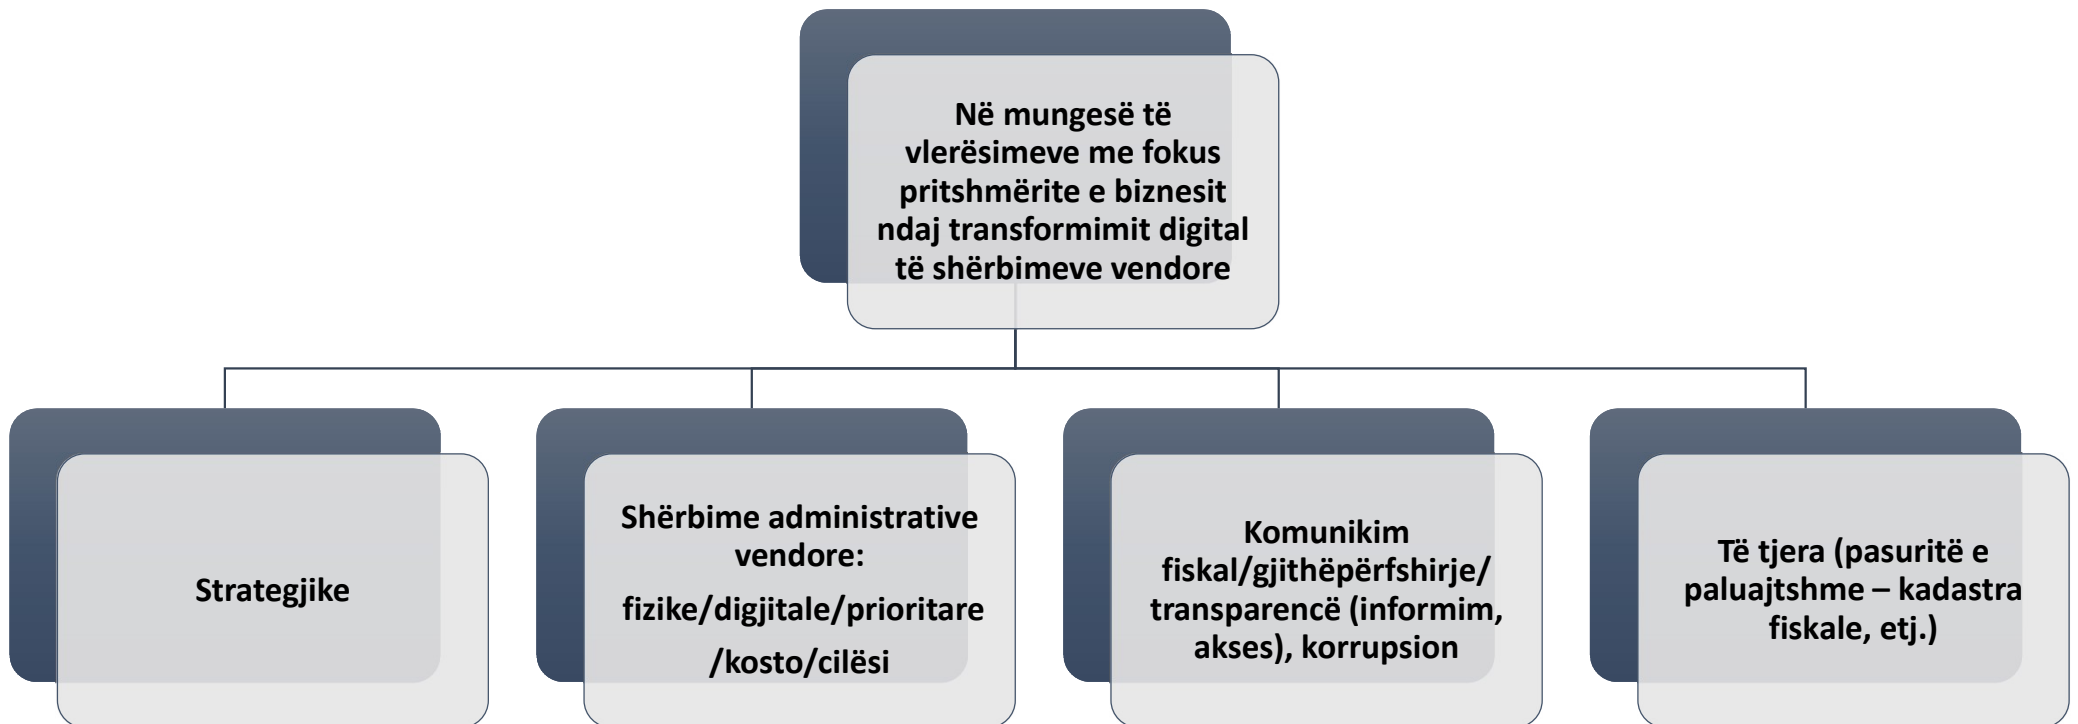 Në mungesë të
vlerësimeve me fokus
pritshmërite e biznesit
ndaj transformimit digital
të shërbimeve vendore
Strategjike
Shërbime administrative
vendore:
fizike/digjitale/prioritare
/kosto/cilësi
Komunikim
fiskal/gjithëpërfshirje/
transparencë (informim,
akses), korrupsion
Të tjera (pasuritë e
paluajtshme – kadastra
fiskale, etj.)